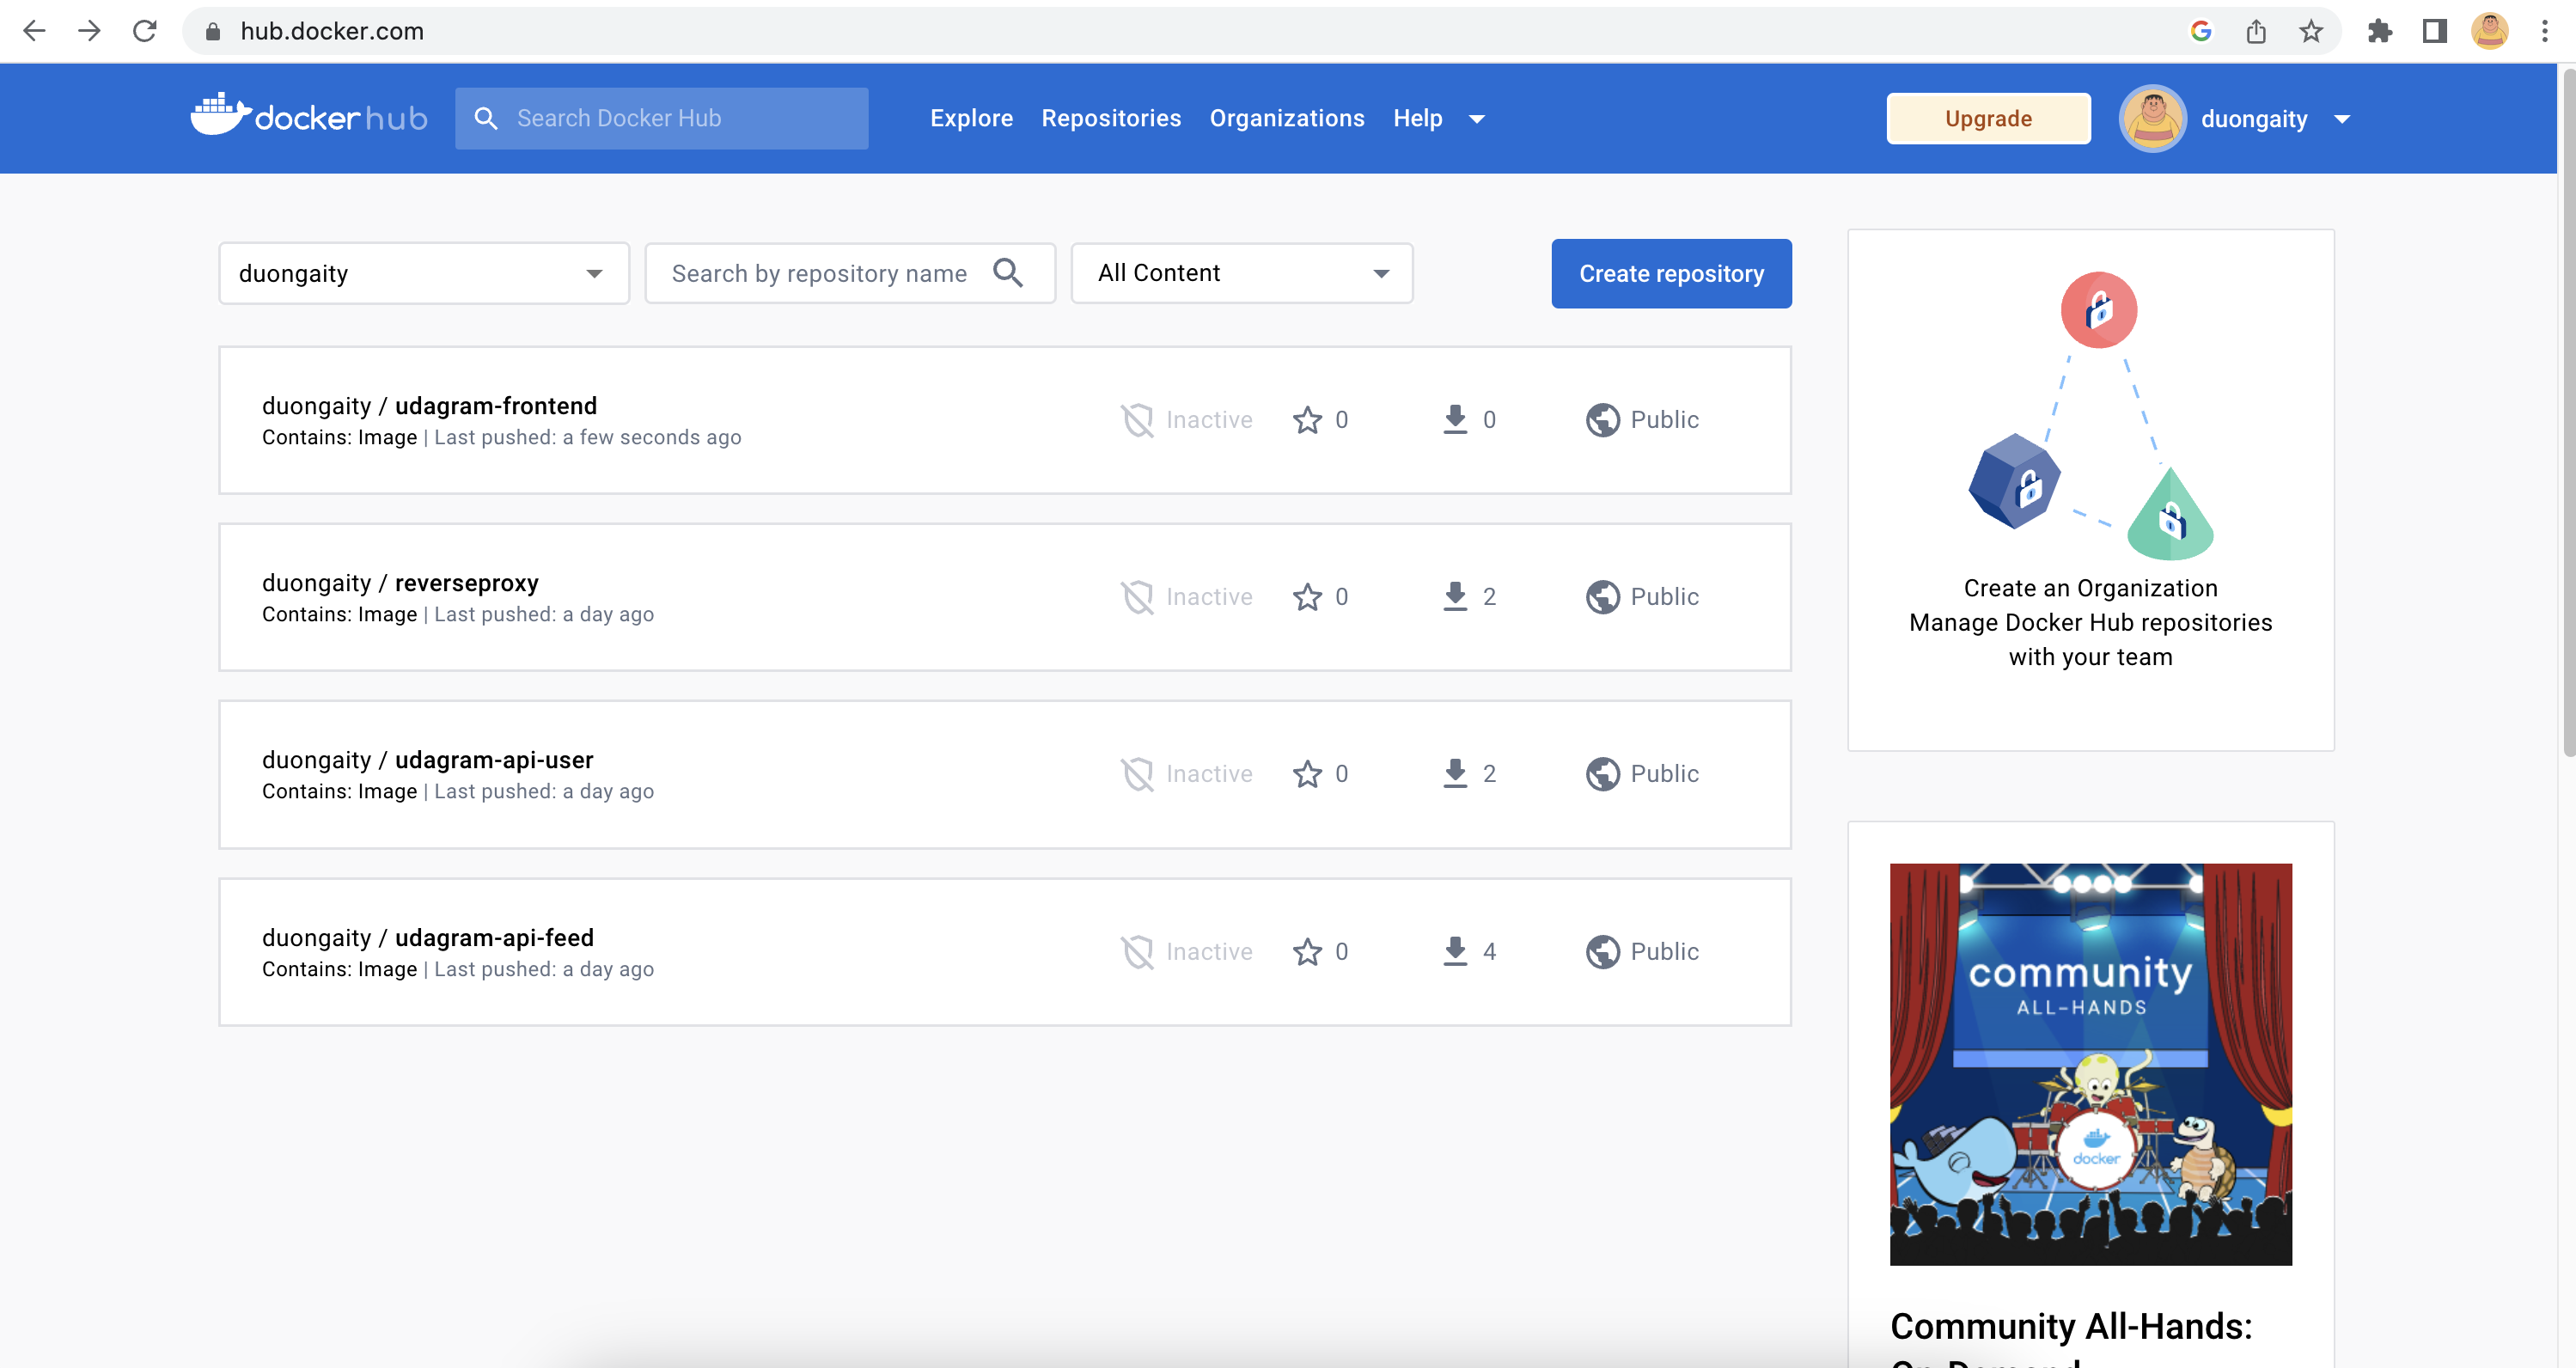 hub.docker.com
docker hub
Search Docker Hub
Explore Repositories Organizations Help
Upgrade
duongaity
duongaity
Search by repository name
All Content
Create repository
duongaity / udagram-frontend
Contains: Image | Last pushed: a few seconds ago
Inactive 0 0 Public
duongaity / reverseproxy
Contains: Image | Last pushed: a day ago
Inactive 0 2 Public
duongaity / udagram-api-user
Contains: Image | Last pushed: a day ago
Inactive 0 2 Public
duongaity / udagram-api-feed
Contains: Image | Last pushed: a day ago
Inactive 0 4 Public
Create an Organization
Manage Docker Hub repositories
with your team
community
ALL-HANDS
docker
Community All-Hands:
On-Demand